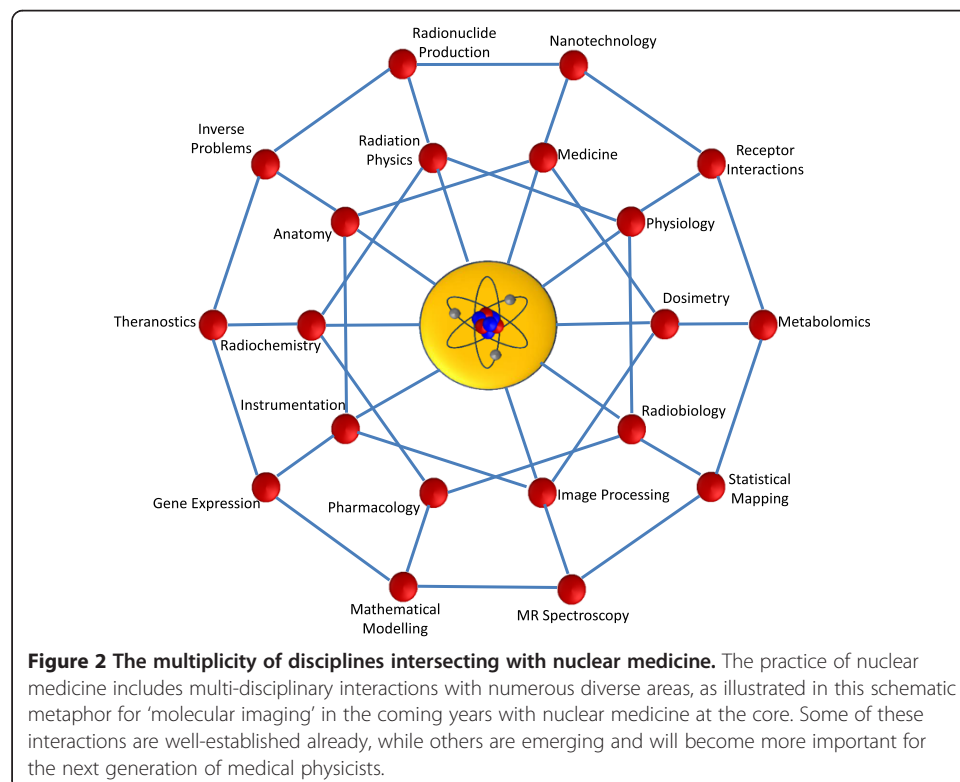 Radionuclide
Production
Nanotechnology
Inverse
Problems
Radiation
Physics
Medicine
Receptor
Interactions
Anatomy
Physiology
Theranostics
Radiochemistry
Dosimetry
Metabolomics
Instrumentation
Radiobiology
Gene Expression
Pharmacology
Image Processing
Statistical
Mapping
Mathematical
Modelling
MR Spectroscopy
Figure 2 The multiplicity of disciplines intersecting with nuclear medicine. The practice of nuclear
medicine includes multi-disciplinary interactions with numerous diverse areas, as illustrated in this schematic
metaphor for ‘molecular imaging’ in the coming years with nuclear medicine at the core. Some of these
interactions are well-established already, while others are emerging and will become more important for
the next generation of medical physicists.